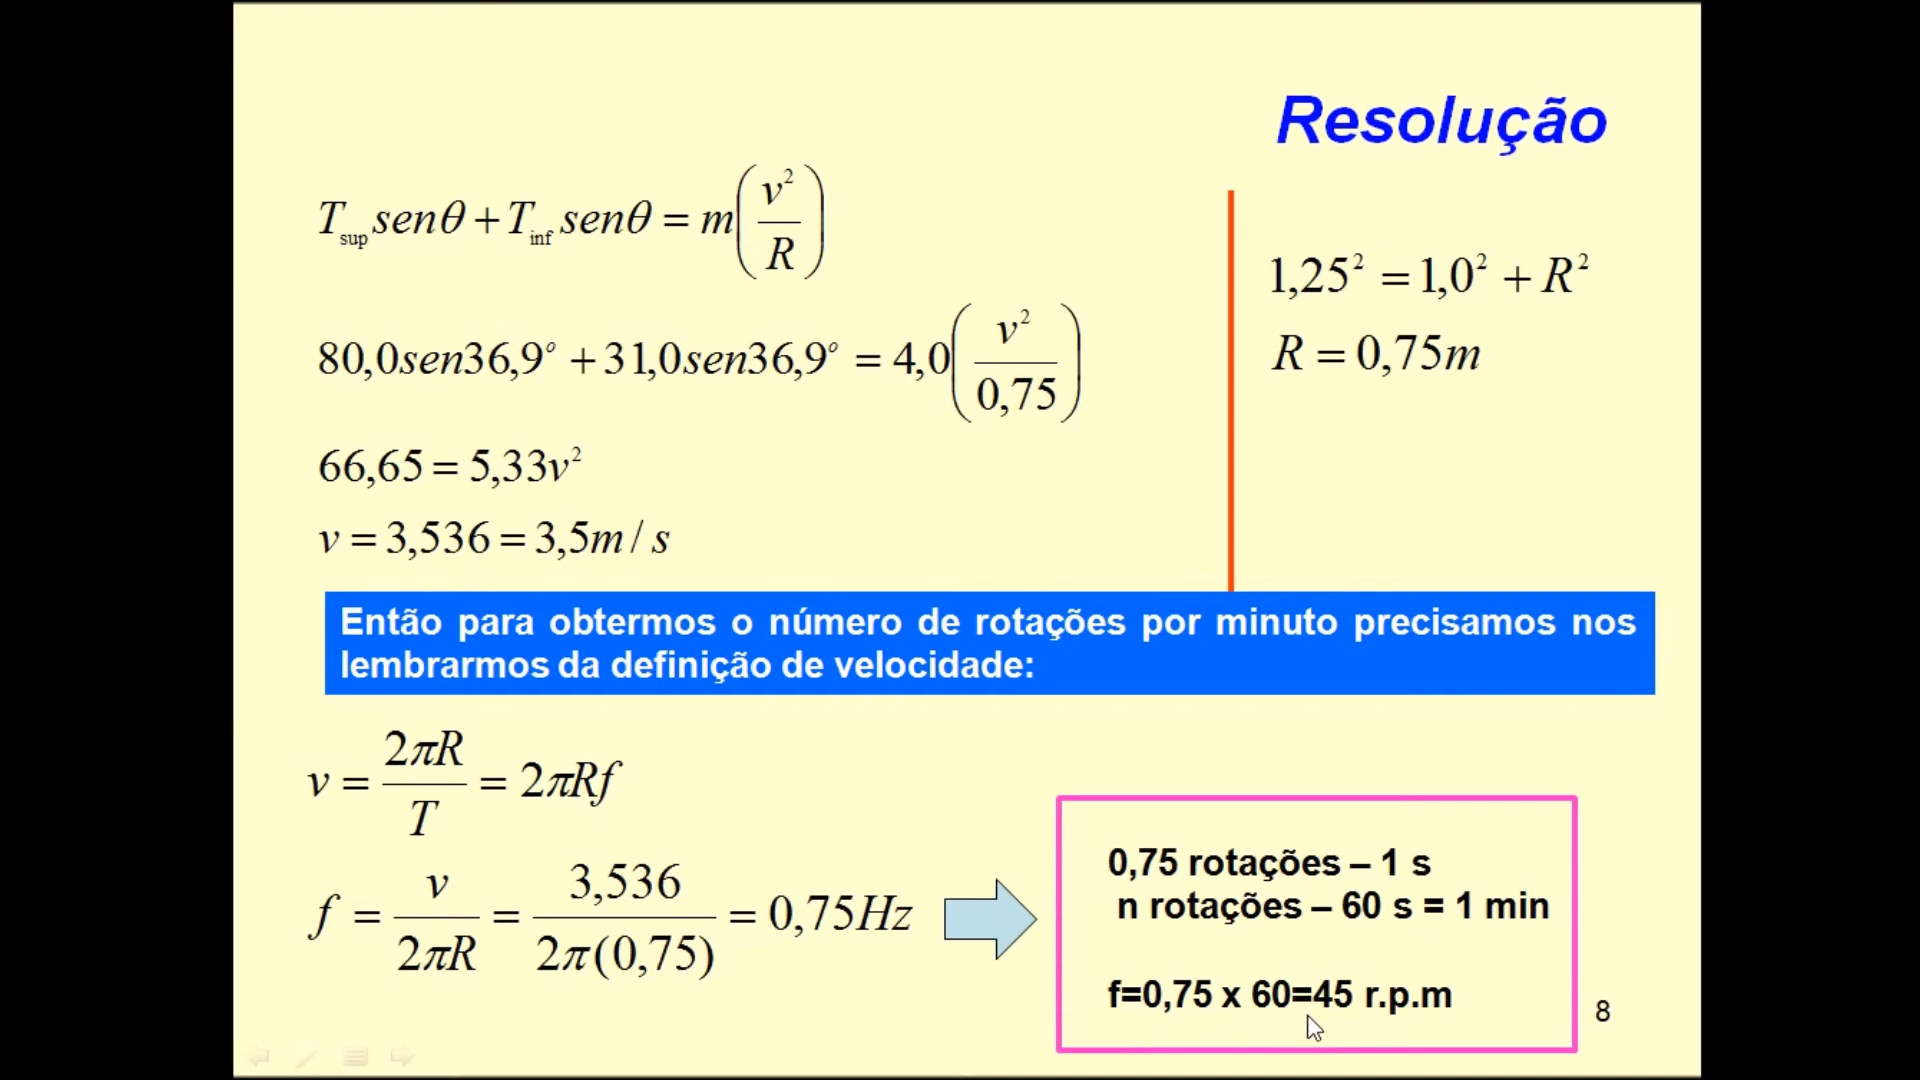 Resolução
T_sup senθ + T_inf senθ = m(v²/R)
80,0sen36,9° + 31,0sen36,9° = 4,0(v²/0,75)
66,65 = 5,33v²
v = 3,536 = 3,5m / s
1,25² = 1,0² + R²
R = 0,75m
Então para obtermos o número de rotações por minuto precisamos nos
lembrarmos da definição de velocidade:
v = 2πR/T = 2πRf
f = v/2πR = 3,536/2π(0,75) = 0,75Hz
0,75 rotações – 1 s
n rotações – 60 s = 1 min
f=0,75 x 60=45 r.p.m
8